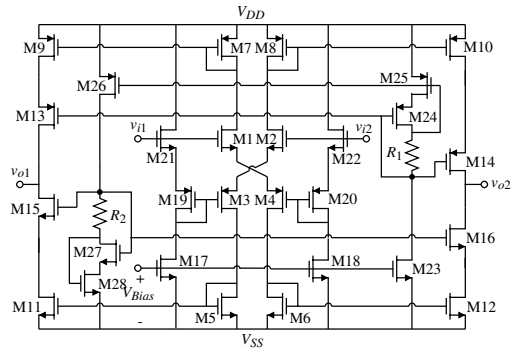 VDD
M9
M7
M8
M10
M26
M25
M13
M24
vi1
M1
M2
vi2
M21
M22
R1
M14
vo1
M19
M3
M4
M20
vo2
M15
R2
M16
M27
M17
M18
M23
M28
+
VBias
M11
M5
M6
M12
-
VSS